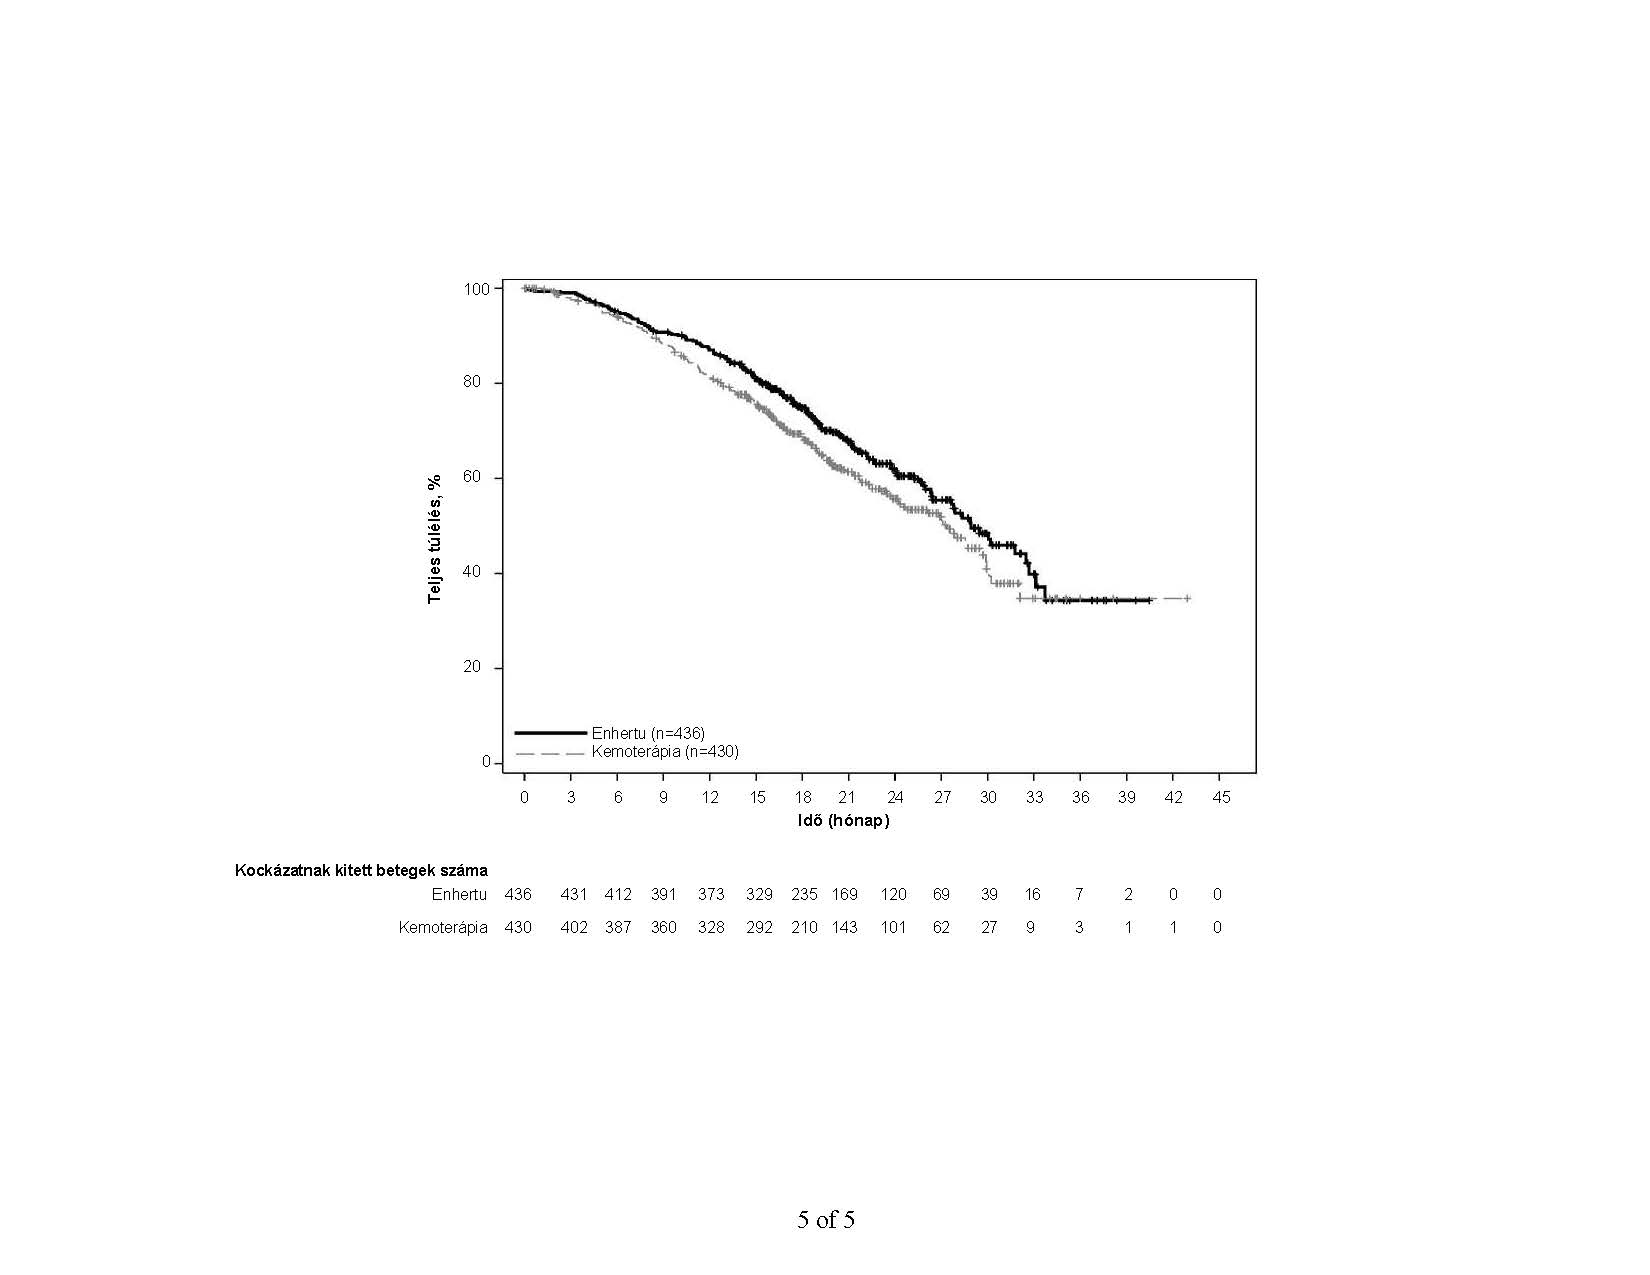 100
80
60
40
20
0
Teljes túlélés, %
Enhertu (n=436)
Kemoterápia (n=430)
0 3 6 9 12 15 18 21 24 27 30 33 36 39 42 45
Idő (hónap)
Kockázatnak kitett betegek száma
Enhertu 436 431 412 391 373 329 235 169 120 69 39 16 7 2 0 0
Kemoterápia 430 402 387 360 328 292 210 143 101 62 27 9 3 1 1 0
5 of 5